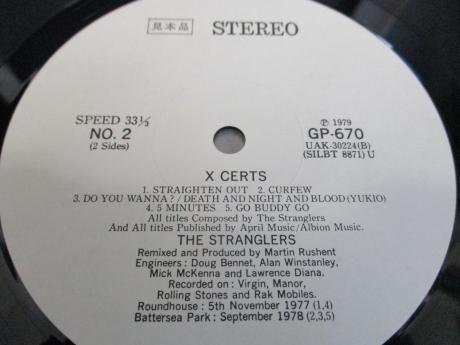 見本品 STEREO
SPEED 33⅓ ℗ 1979
NO. 2 GP-670
(2 Sides) UAK-30224(B)
(SILBT 8871) U
X CERTS
1. STRAIGHTEN OUT 2. CURFEW
3. DO YOU WANNA? / DEATH AND NIGHT AND BLOOD (YUKIO)
4. 5 MINUTES 5. GO BUDDY GO
All titles Composed by The Stranglers
And All titles Published by April Music/Albion Music.
THE STRANGLERS
Remixed and Produced by Martin Rushent
Engineers : Doug Bennet, Alan Winstanley,
Mick McKenna and Lawrence Diana.
Recorded on : Virgin, Manor,
Rolling Stones and Rak Mobiles.
Roundhouse : 5th November 1977 (1,4)
Battersea Park : September 1978 (2,3,5)